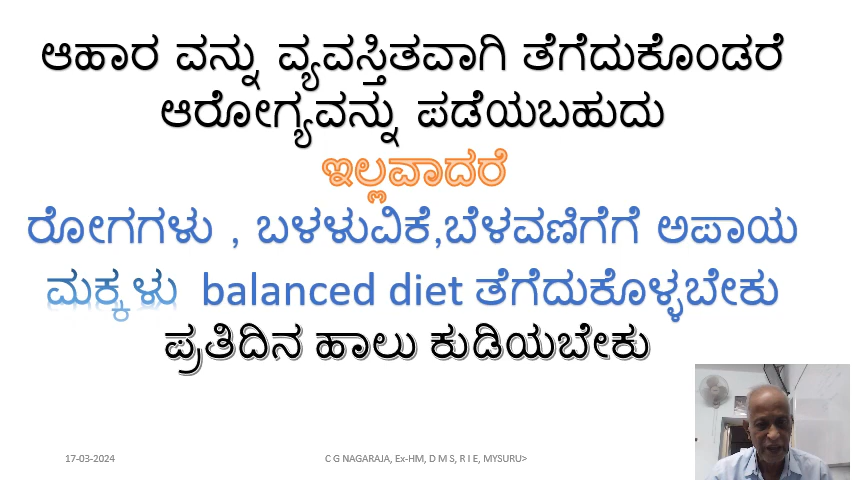 ಆಹಾರ ವನ್ನು ವ್ಯವಸ್ತಿತವಾಗಿ ತೆಗೆದುಕೊಂಡರೆ
ಆರೋಗ್ಯವನ್ನು ಪಡೆಯಬಹುದು
ಇಲ್ಲವಾದರೆ
ರೋಗಗಳು , ಬಳಳುವಿಕೆ,ಬೆಳವಣಿಗೆಗೆ ಅಪಾಯ
ಮಕ್ಕಳು balanced diet ತೆಗೆದುಕೊಳ್ಳಬೇಕು
ಪ್ರತಿದಿನ ಹಾಲು ಕುಡಿಯಬೇಕು
17-03-2024 C G NAGARAJA, Ex-HM, D M S, R I E, MYSURU>